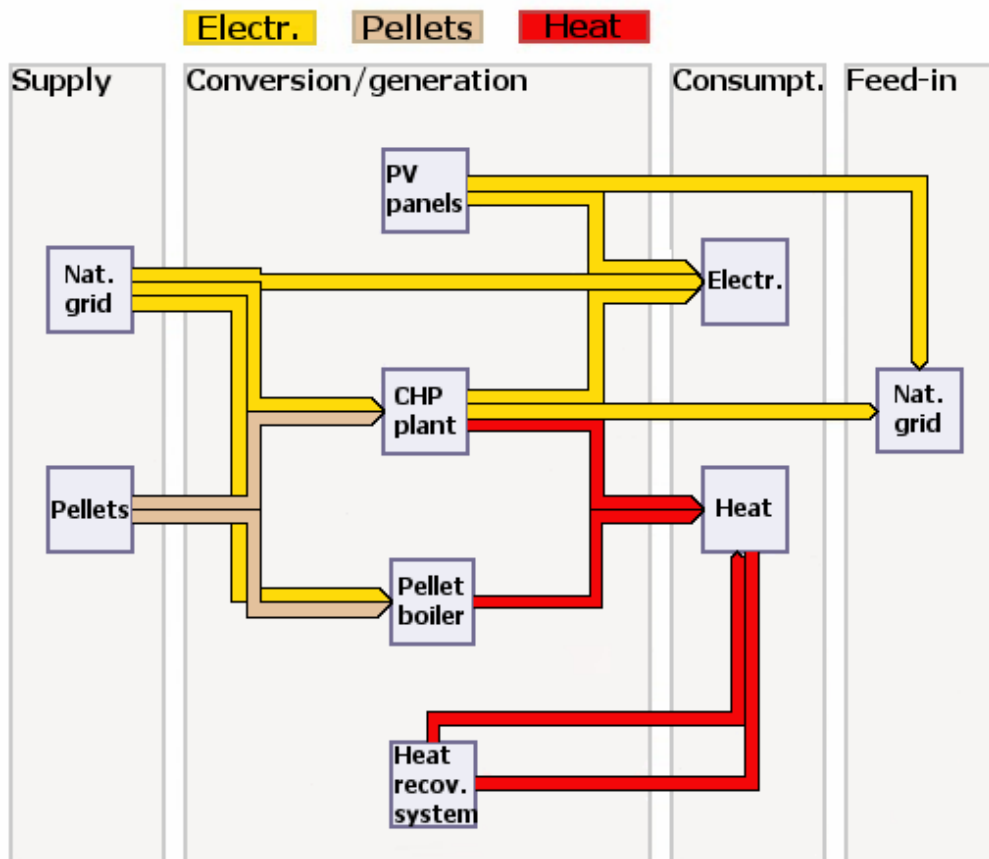 Electr.
Pellets
Heat
Supply
Conversion/generation
Consumpt.
Feed-in
PV
panels
Nat.
grid
Electr.
CHP
plant
Nat.
grid
Pellets
Heat
Pellet
boiler
Heat
recov.
system